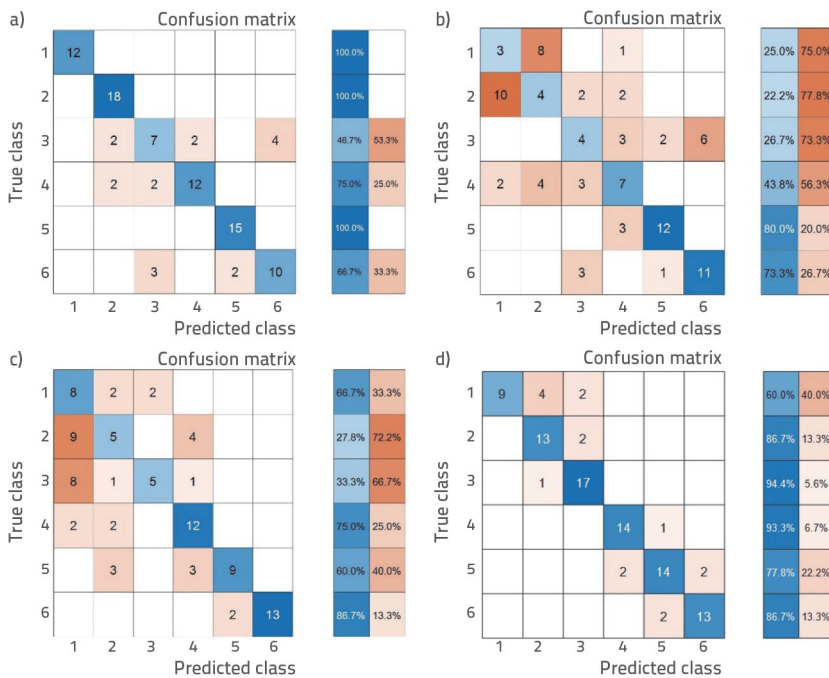 a)
Confusion matrix
True class
1 12 100.0%
2 18 100.0%
3 2 7 2 4 46.7% 53.3%
4 2 2 12 75.0% 25.0%
5 15 100.0%
6 3 2 10 66.7% 33.3%
1 2 3 4 5 6
Predicted class
b)
Confusion matrix
True class
1 3 8 1 25.0% 75.0%
2 10 4 2 2 22.2% 77.8%
3 4 3 2 6 26.7% 73.3%
4 2 4 3 7 43.8% 56.3%
5 3 12 80.0% 20.0%
6 3 1 11 73.3% 26.7%
1 2 3 4 5 6
Predicted class
c)
Confusion matrix
True class
1 8 2 2 66.7% 33.3%
2 9 5 4 27.8% 72.2%
3 8 1 5 1 33.3% 66.7%
4 2 2 12 75.0% 25.0%
5 3 3 9 60.0% 40.0%
6 2 13 86.7% 13.3%
1 2 3 4 5 6
Predicted class
d)
Confusion matrix
True class
1 9 4 2 60.0% 40.0%
2 13 2 86.7% 13.3%
3 1 17 94.4% 5.6%
4 14 1 93.3% 6.7%
5 2 14 2 77.8% 22.2%
6 2 13 86.7% 13.3%
1 2 3 4 5 6
Predicted class